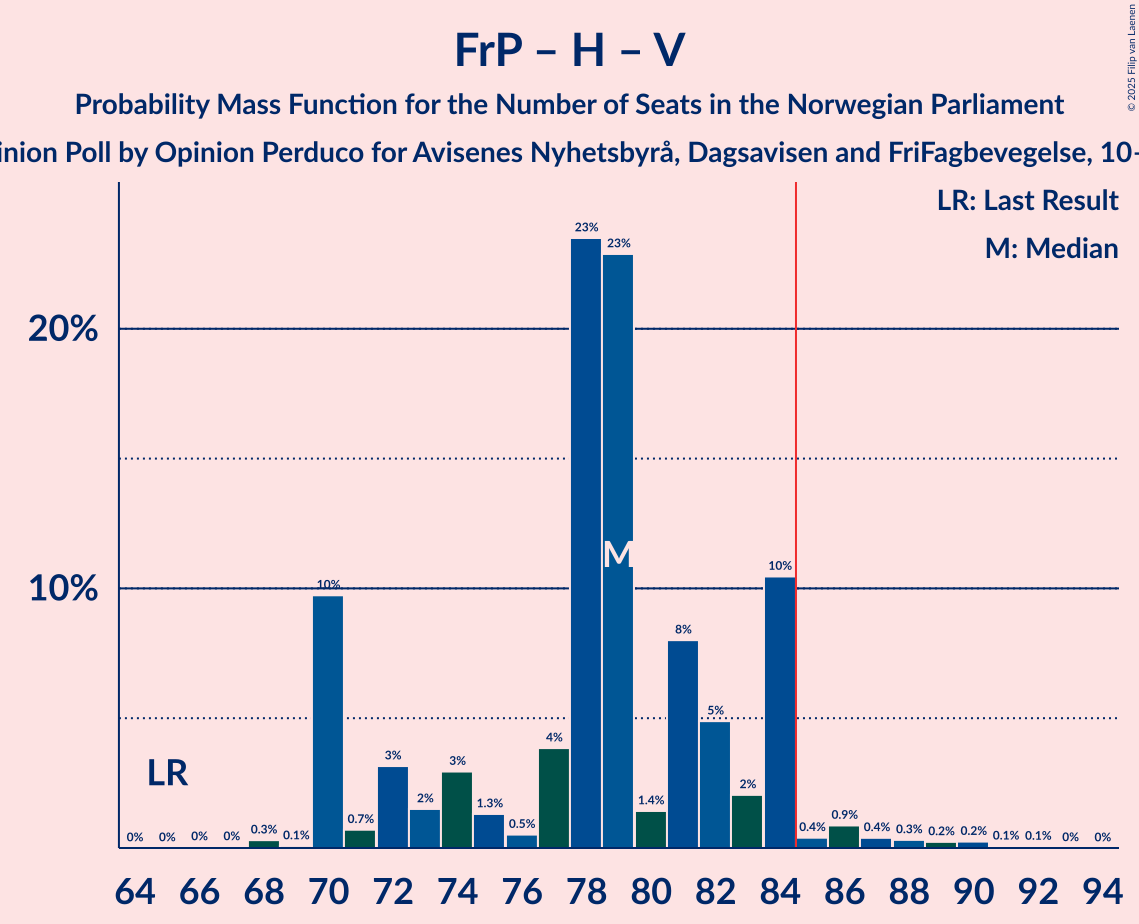 FrP – H – V
Probability Mass Function for the Number of Seats in the Norwegian Parliament
Opinion Poll by Opinion Perduco for Avisenes Nyhetsbyrå, Dagsavisen and FriFagbevegelse, 10-
© 2025 Filip van Laenen
LR: Last Result
M: Median
20%
10%
LR
M
0% 0% 0% 0% 0.3% 0.1% 10% 0.7% 3% 2% 3% 1.3% 0.5% 4% 23% 23% 1.4% 8% 5% 2% 10% 0.4% 0.9% 0.4% 0.3% 0.2% 0.2% 0.1% 0.1% 0% 0%
64 66 68 70 72 74 76 78 80 82 84 86 88 90 92 94